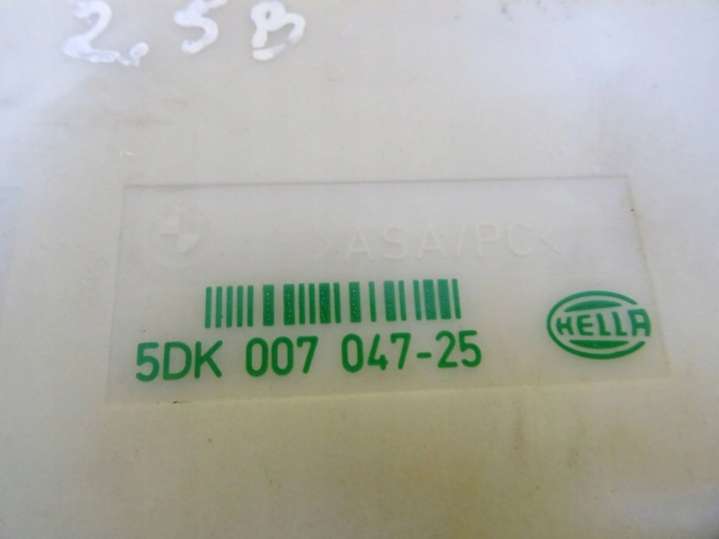 2.5B
>ASA/PC<
5DK 007 047-25
HELLA